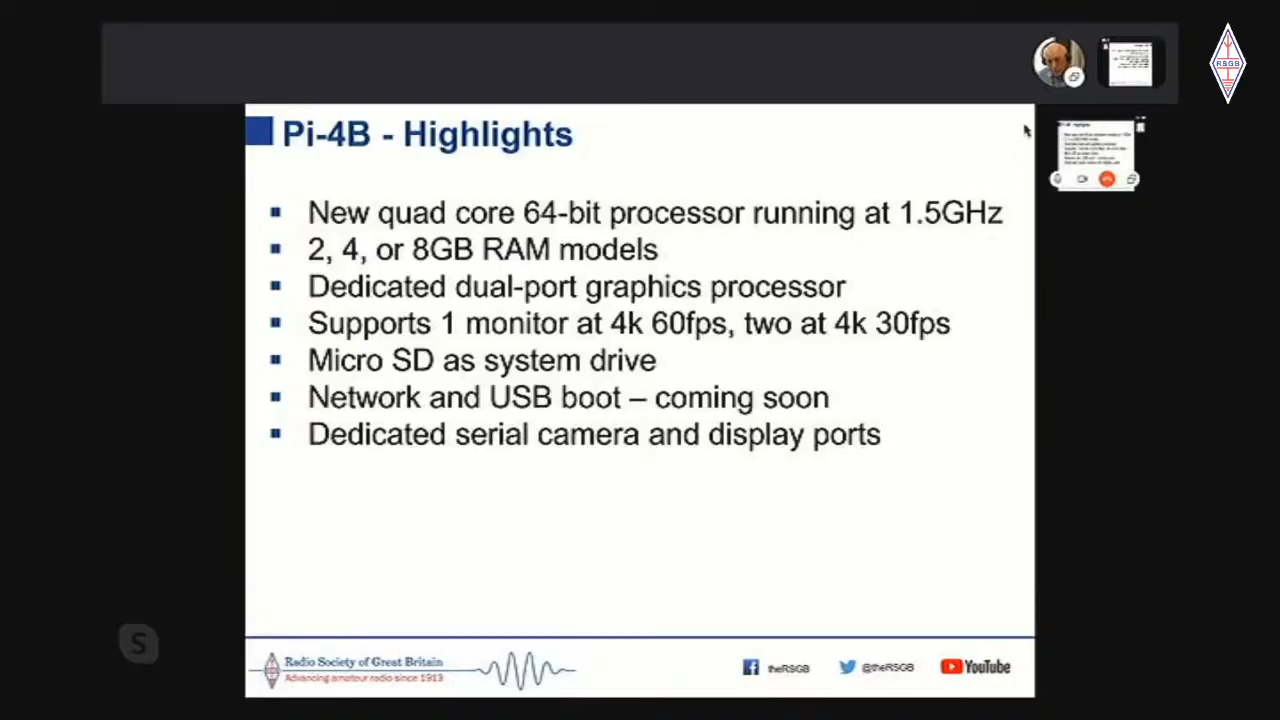 RSGB
Pi-4B - Highlights
New quad core 64-bit processor running at 1.5GHz
2, 4, or 8GB RAM models
Dedicated dual-port graphics processor
Supports 1 monitor at 4k 60fps, two at 4k 30fps
Micro SD as system drive
Network and USB boot – coming soon
Dedicated serial camera and display ports
S
Radio Society of Great Britain
Advancing amateur radio since 1913
theRSGB
@theRSGB
YouTube